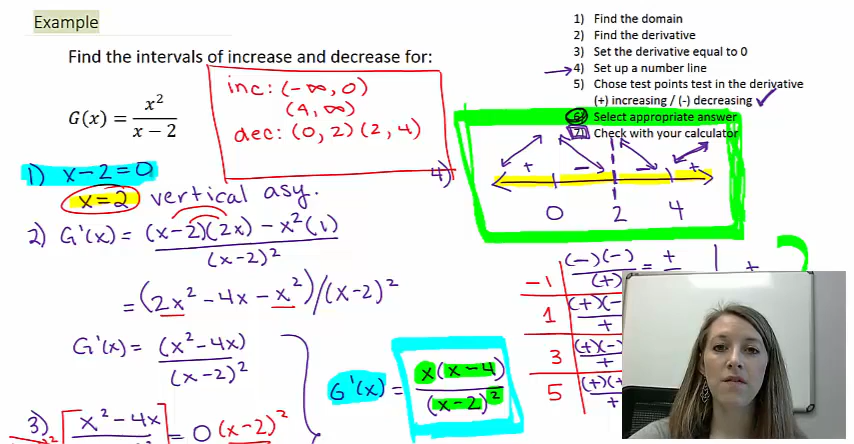 Example
Find the intervals of increase and decrease for:
G(x) = x² / (x − 2)
1) Find the domain
2) Find the derivative
3) Set the derivative equal to 0
4) Set up a number line
5) Chose test points test in the derivative
(+) increasing / (-) decreasing ✓
6) Select appropriate answer
7) Check with your calculator
inc: (-∞, 0)
(4, ∞)
dec: (0, 2) (2, 4)
1) x-2=0
x=2 vertical asy.
2) G'(x) = (x-2)(2x) - x²(1) / (x-2)²
= (2x² - 4x - x²)/(x-2)²
G'(x) = (x²-4x) / (x-2)²
3) [x²-4x = 0 (x-2)²
4)
+ - - +
0 2 4
G'(x) = x(x-4) / (x-2)²
-1 (-)(-) / (+) = + +
1 (+)(- / +
3 (+)(- / +
5 (+)(+ / +